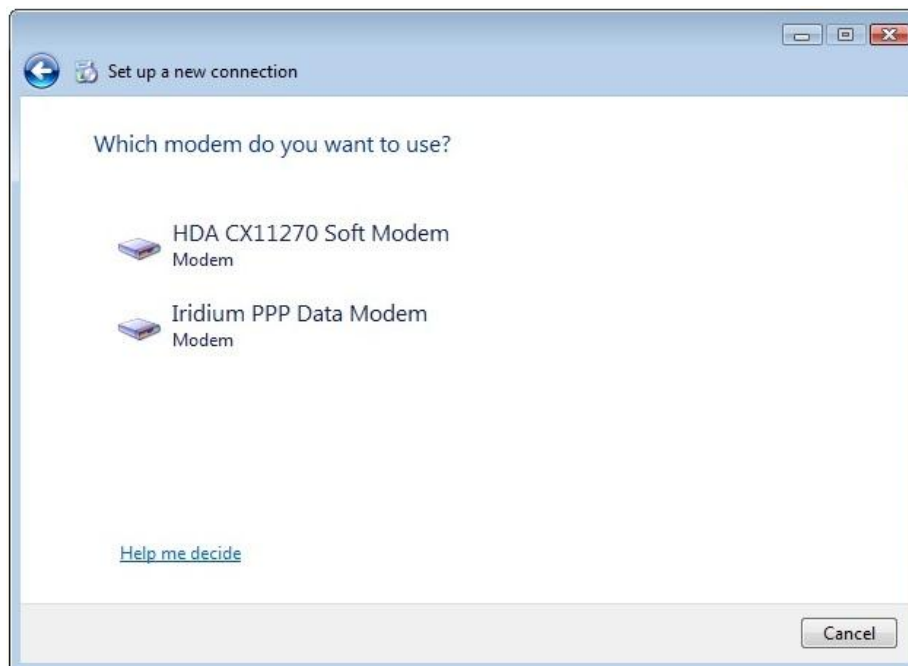 Set up a new connection
Which modem do you want to use?
HDA CX11270 Soft Modem
Modem
Iridium PPP Data Modem
Modem
Help me decide
Cancel